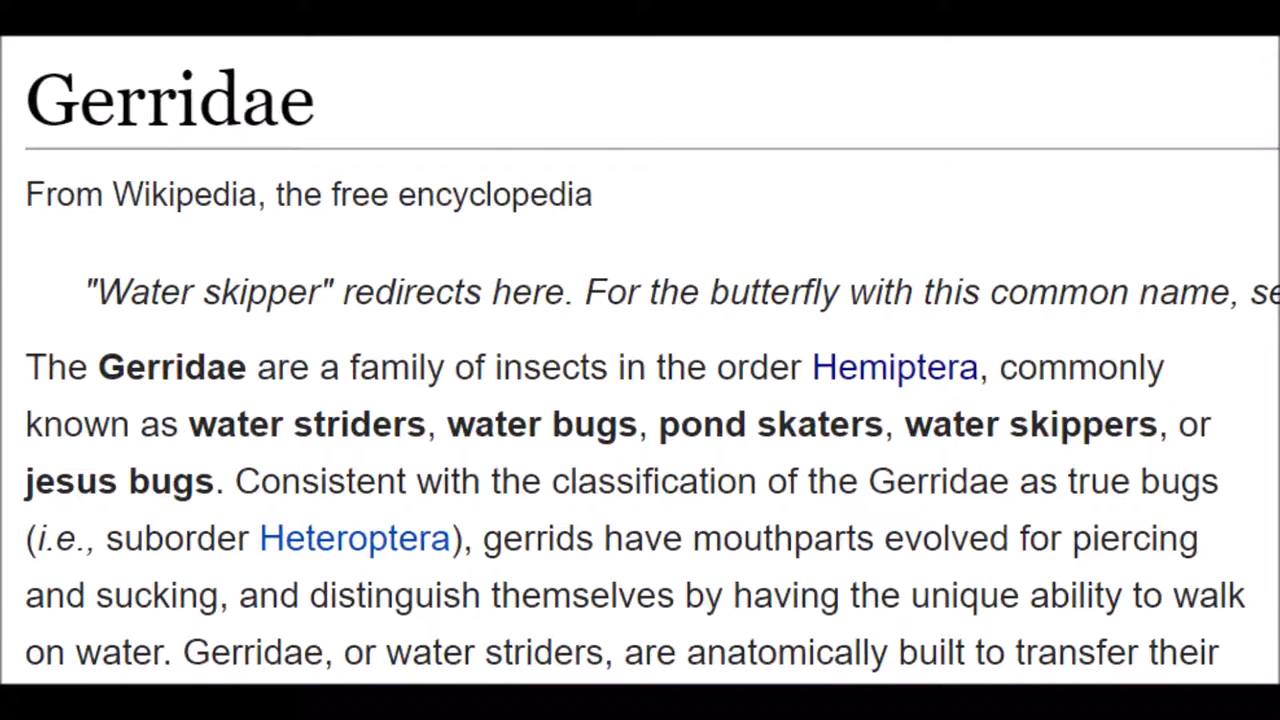 Gerridae
From Wikipedia, the free encyclopedia
"Water skipper" redirects here. For the butterfly with this common name, se
The Gerridae are a family of insects in the order Hemiptera, commonly
known as water striders, water bugs, pond skaters, water skippers, or
jesus bugs. Consistent with the classification of the Gerridae as true bugs
(i.e., suborder Heteroptera), gerrids have mouthparts evolved for piercing
and sucking, and distinguish themselves by having the unique ability to walk
on water. Gerridae, or water striders, are anatomically built to transfer their